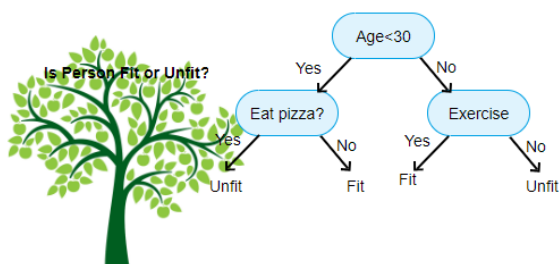 Age<30
Is Person Fit or Unfit?
Yes
No
Eat pizza?
Exercise
Yes
No
Yes
No
Unfit
Fit
Fit
Unfit